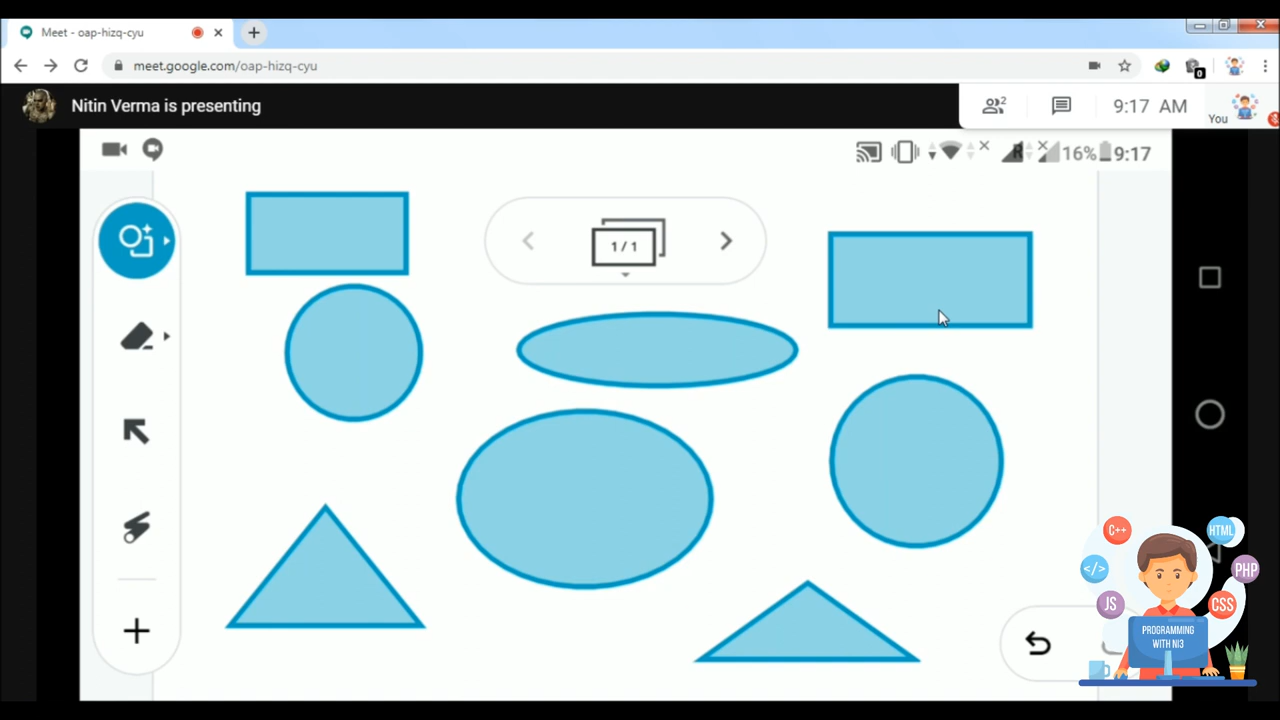 Meet - oap-hizq-cyu
meet.google.com/oap-hizq-cyu
0
Nitin Verma is presenting
2
9:17 AM
You
R
16%
9:17
1 / 1
C++
HTML
</>
PHP
JS
CSS
PROGRAMMING
WITH NI3